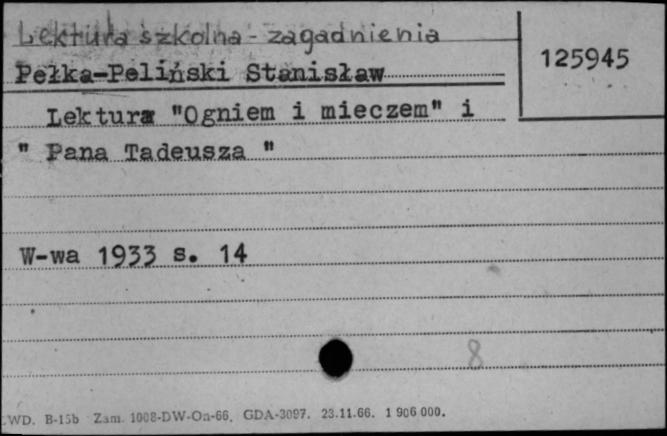 Lektura szkolna - zagadnienia
125945
Pełka-Peliński Stanisław
Lektura "Ogniem i mieczem" i
" Pana Tadeusza "
W-wa 1933 s. 14
8
WD. B-15b Zam. 1008-DW-On-66. GDA-3097. 23.11.66. 1 906 000.